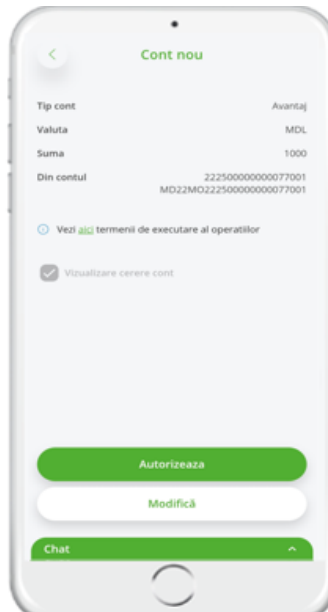 Cont nou
Tip cont Avantaj
Valuta MDL
Suma 1000
Din contul 222500000000077001
MD22MO222500000000077001
Vezi aici termenii de executare al operatiilor
Vizualizare cerere cont
Autorizeaza
Modifică
Chat